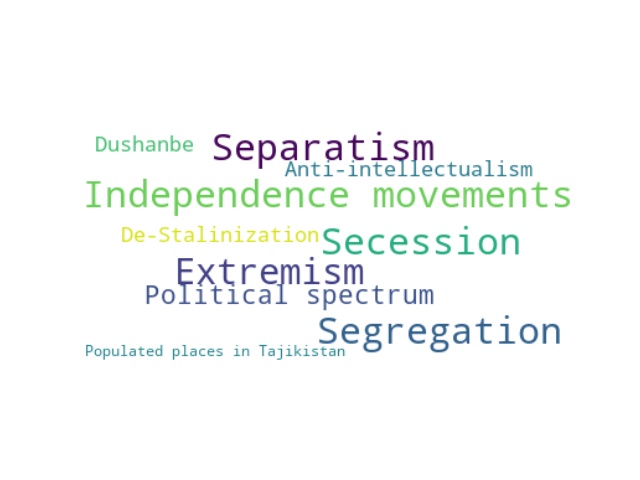 Dushanbe
Separatism
Anti-intellectualism
Independence movements
De-Stalinization
Secession
Extremism
Political spectrum
Segregation
Populated places in Tajikistan